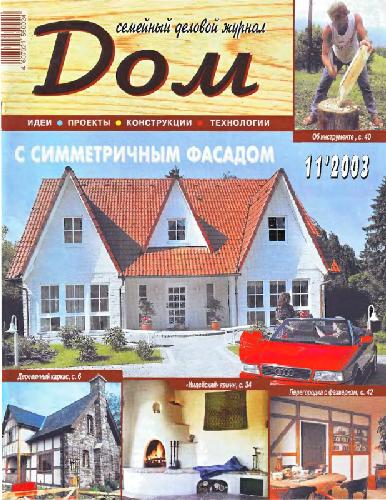 семейный деловой журнал
Дом
ИДЕИ • ПРОЕКТЫ • КОНСТРУКЦИИ • ТЕХНОЛОГИИ
Об инструменте, с. 40
С СИММЕТРИЧНЫМ ФАСАДОМ
11'2003
Деревянный каркас, с. 6
«Индейский» камин, с. 34
Перегородка с фахверком, с. 42